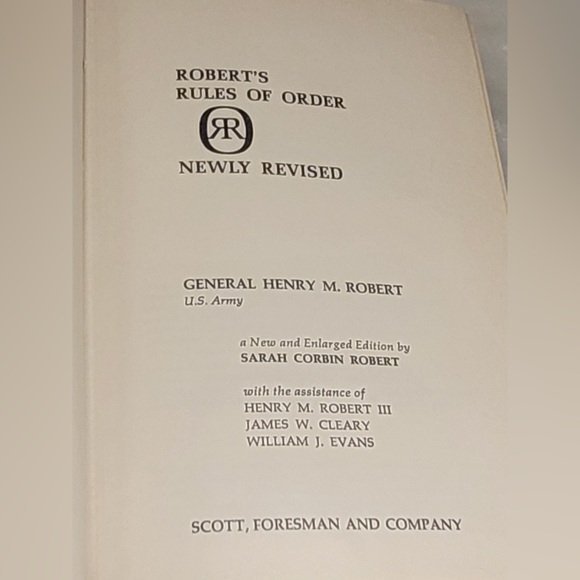 ROBERT'S
RULES OF ORDER
RR
NEWLY REVISED
GENERAL HENRY M. ROBERT
U.S. Army
a New and Enlarged Edition by
SARAH CORBIN ROBERT
with the assistance of
HENRY M. ROBERT III
JAMES W. CLEARY
WILLIAM J. EVANS
SCOTT, FORESMAN AND COMPANY